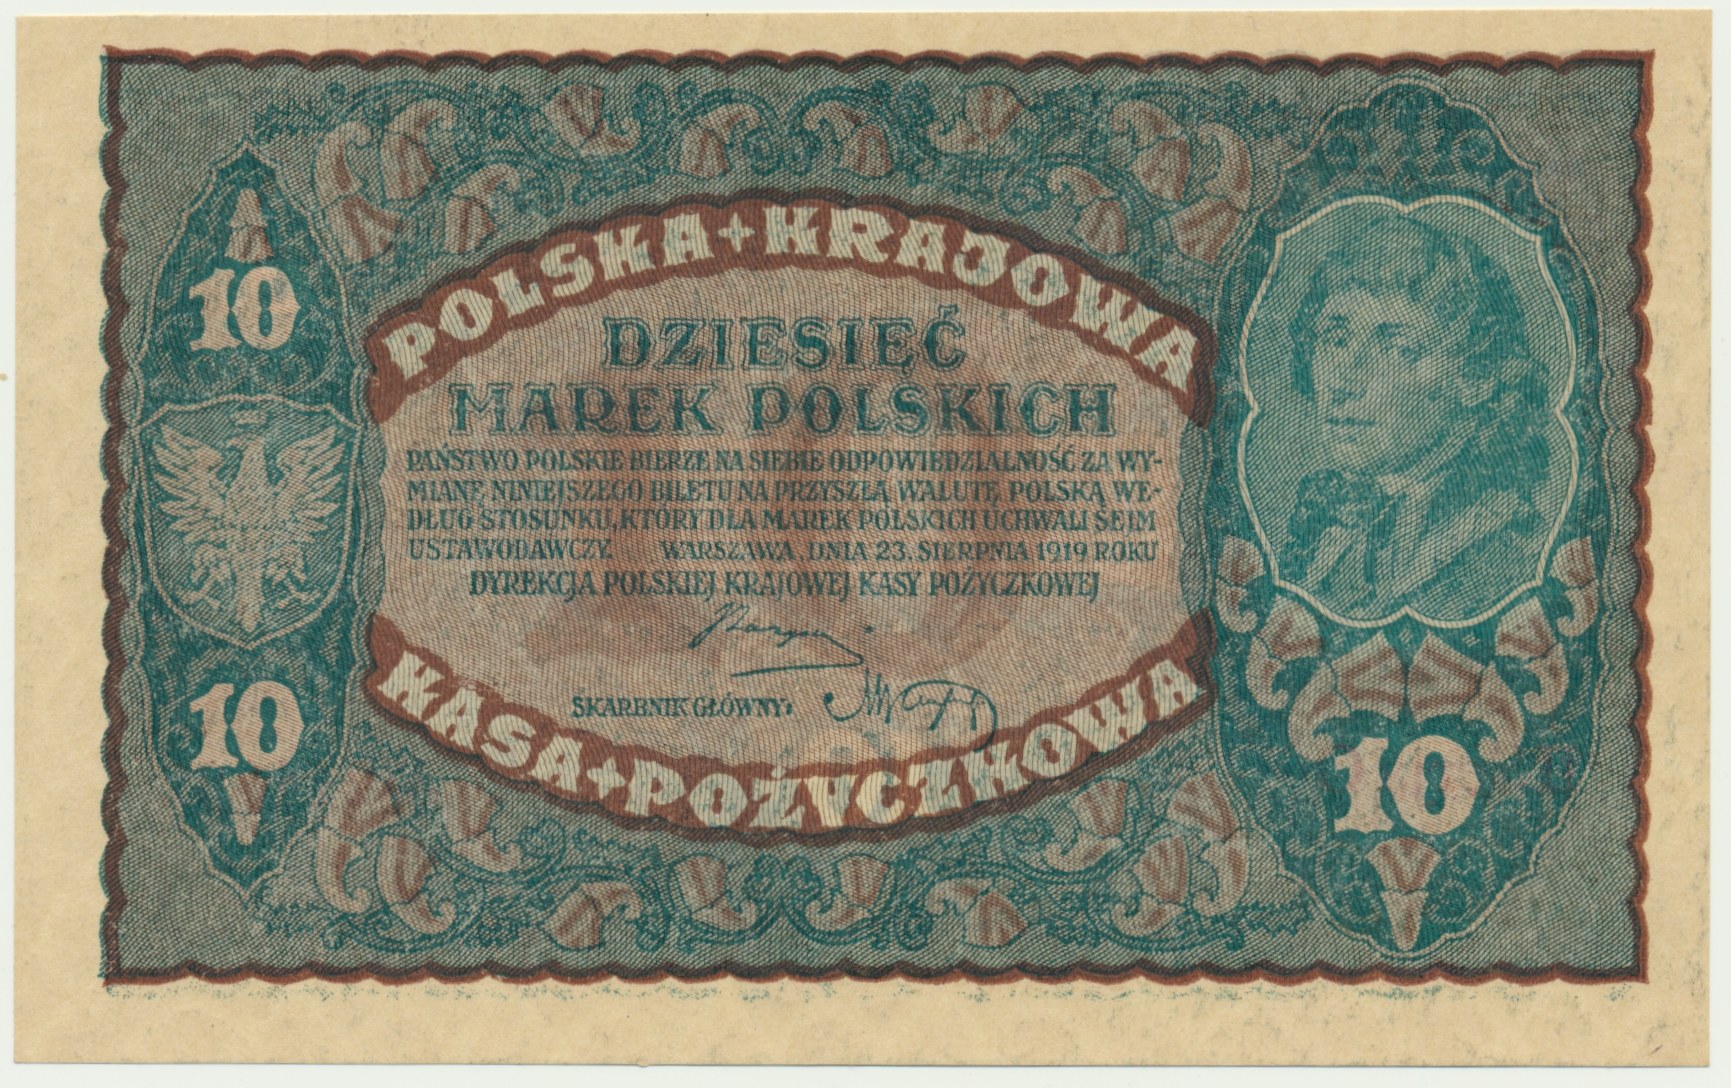 POLSKA + KRAJOWA
10
DZIESIĘĆ
MAREK POLSKICH
PAŃSTWO POLSKIE BIERZE NA SIEBIE ODPOWIEDZIALNOŚĆ ZA WY-
MIANĘ NINIEJSZEGO BILETU NA PRZYSZŁĄ WALUTĘ POLSKĄ WE-
DŁUG STOSUNKU, KTÓRY DLA MAREK POLSKICH UCHWALI SEJM
USTAWODAWCZY. WARSZAWA, DNIA 23. SIERPNIA 1919 ROKU
DYREKCJA POLSKIEJ KRAJOWEJ KASY POŻYCZKOWEJ
SKARBNIK GŁÓWNY:
10
10
KASA + POŻYCZKOWA